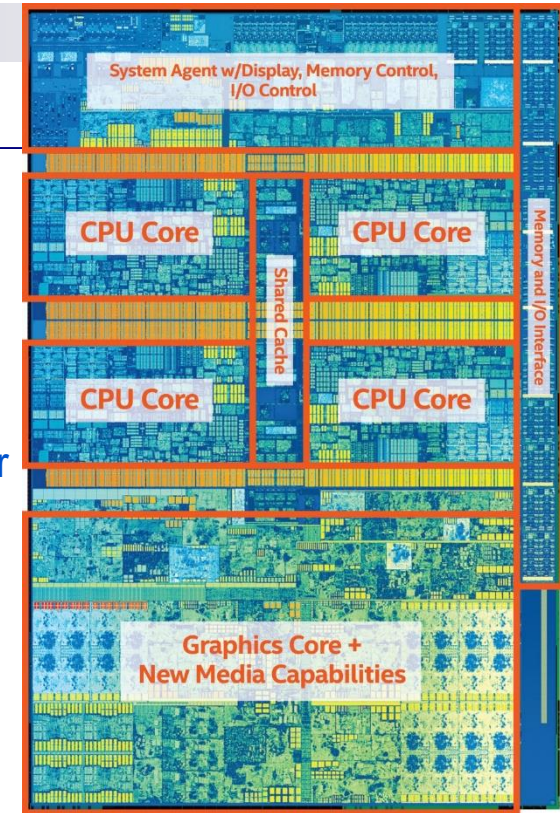 System Agent w/Display, Memory Control,
I/O Control
CPU Core
CPU Core
Shared Cache
Memory and I/O Interface
CPU Core
CPU Core
r
Graphics Core +
New Media Capabilities